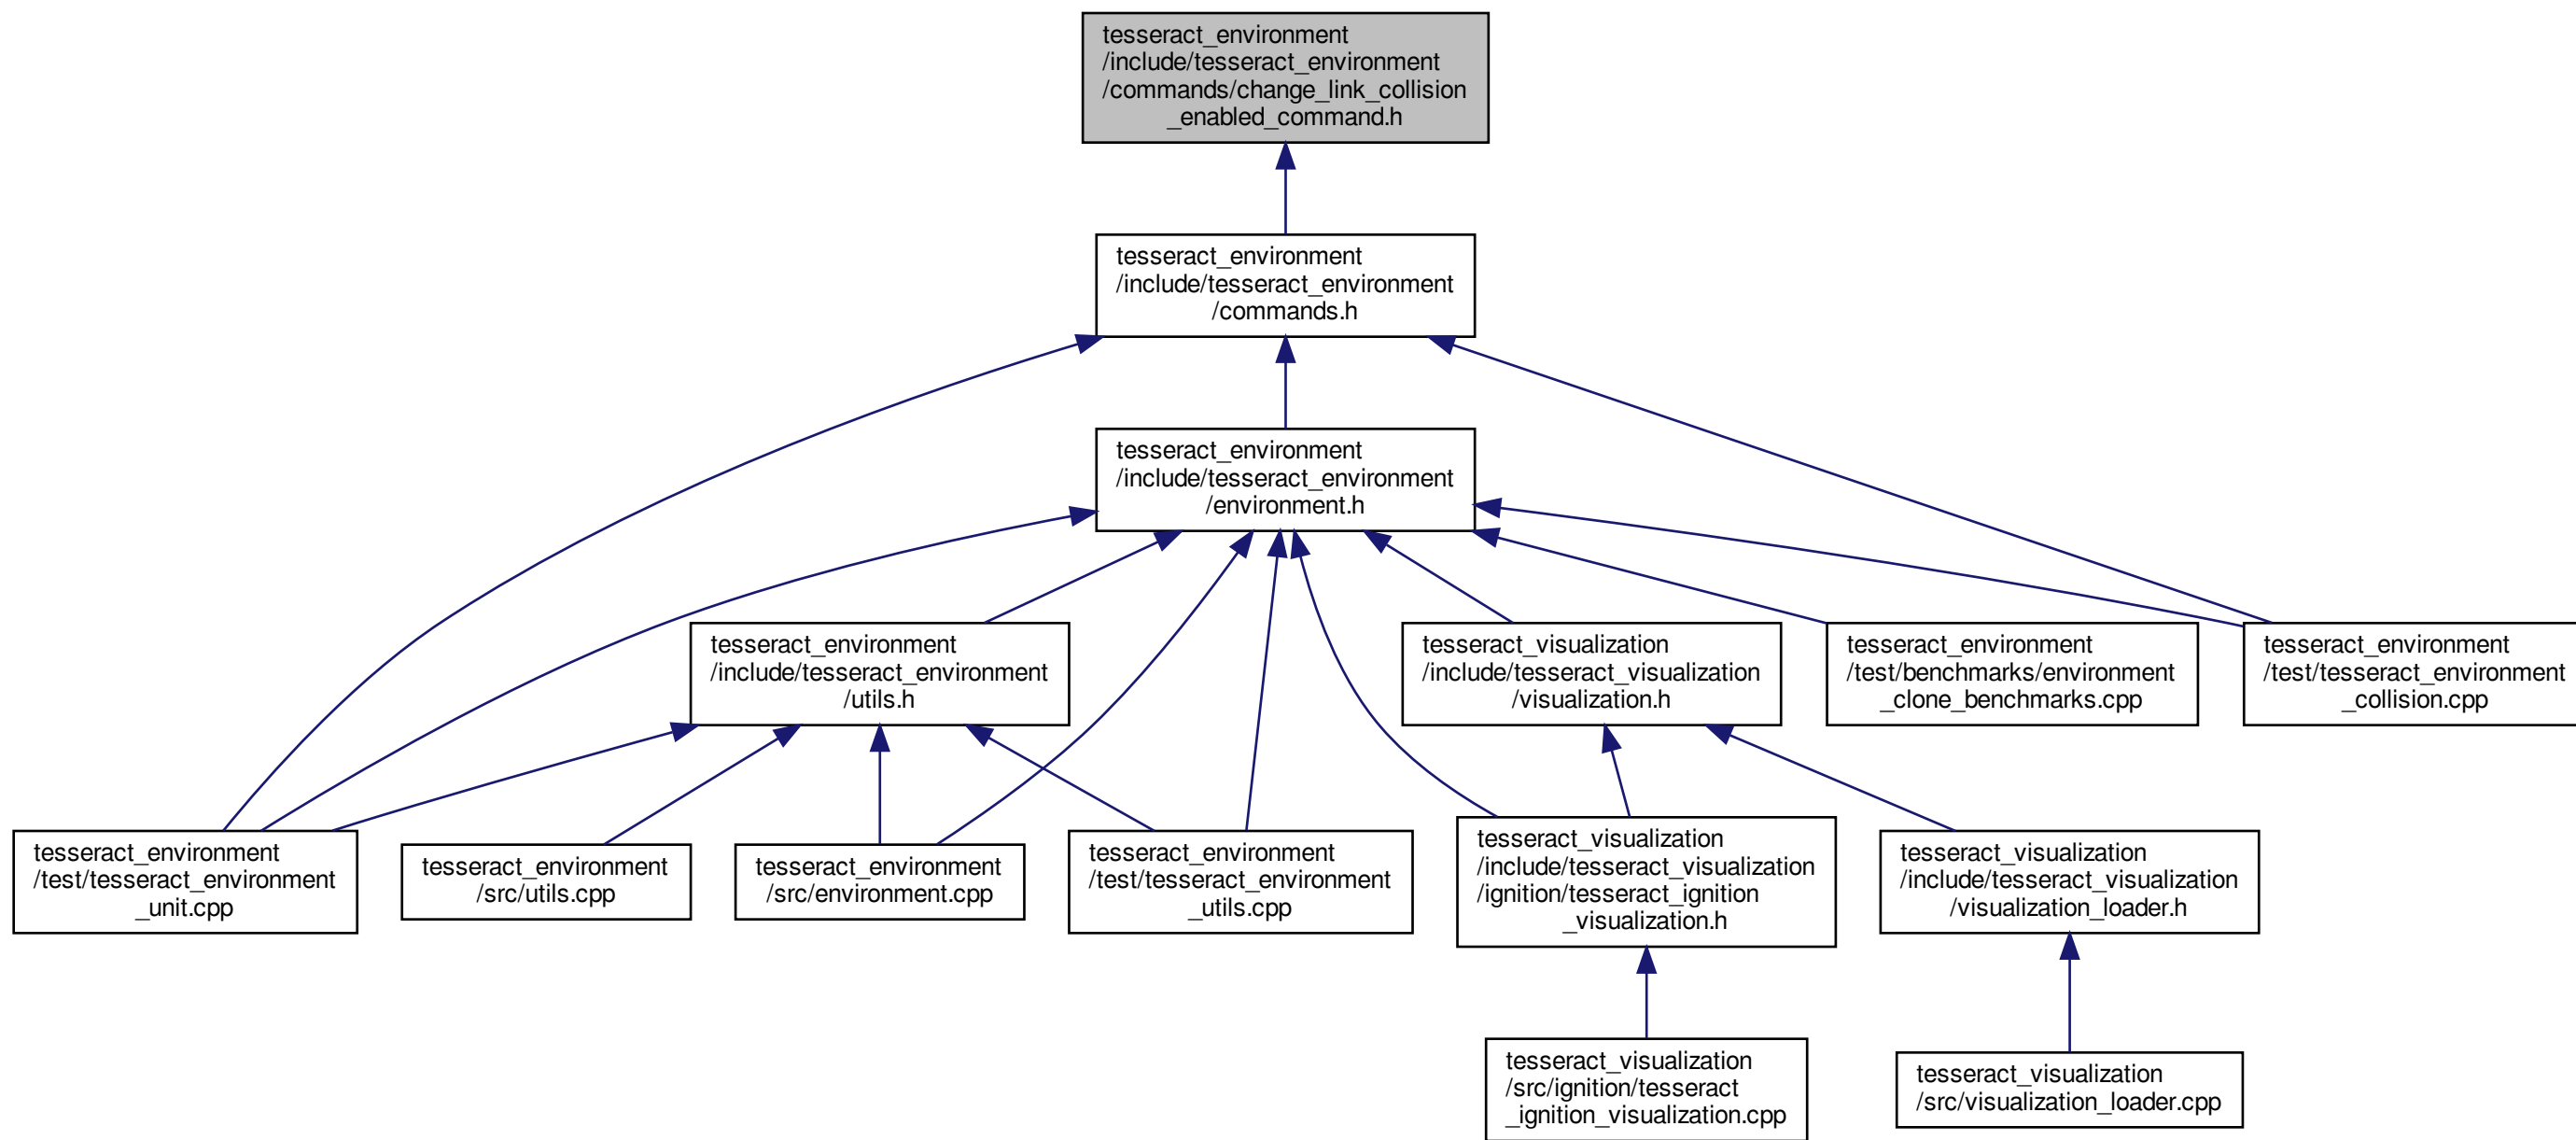 tesseract_environment
/include/tesseract_environment
/commands/change_link_collision
_enabled_command.h
tesseract_environment
/include/tesseract_environment
/commands.h
tesseract_environment
/include/tesseract_environment
/environment.h
tesseract_environment
/include/tesseract_environment
/utils.h
tesseract_visualization
/include/tesseract_visualization
/visualization.h
tesseract_environment
/test/benchmarks/environment
_clone_benchmarks.cpp
tesseract_environment
/test/tesseract_environment
_collision.cpp
tesseract_environment
/test/tesseract_environment
_unit.cpp
tesseract_environment
/src/utils.cpp
tesseract_environment
/src/environment.cpp
tesseract_environment
/test/tesseract_environment
_utils.cpp
tesseract_visualization
/include/tesseract_visualization
/ignition/tesseract_ignition
_visualization.h
tesseract_visualization
/include/tesseract_visualization
/visualization_loader.h
tesseract_visualization
/src/ignition/tesseract
_ignition_visualization.cpp
tesseract_visualization
/src/visualization_loader.cpp